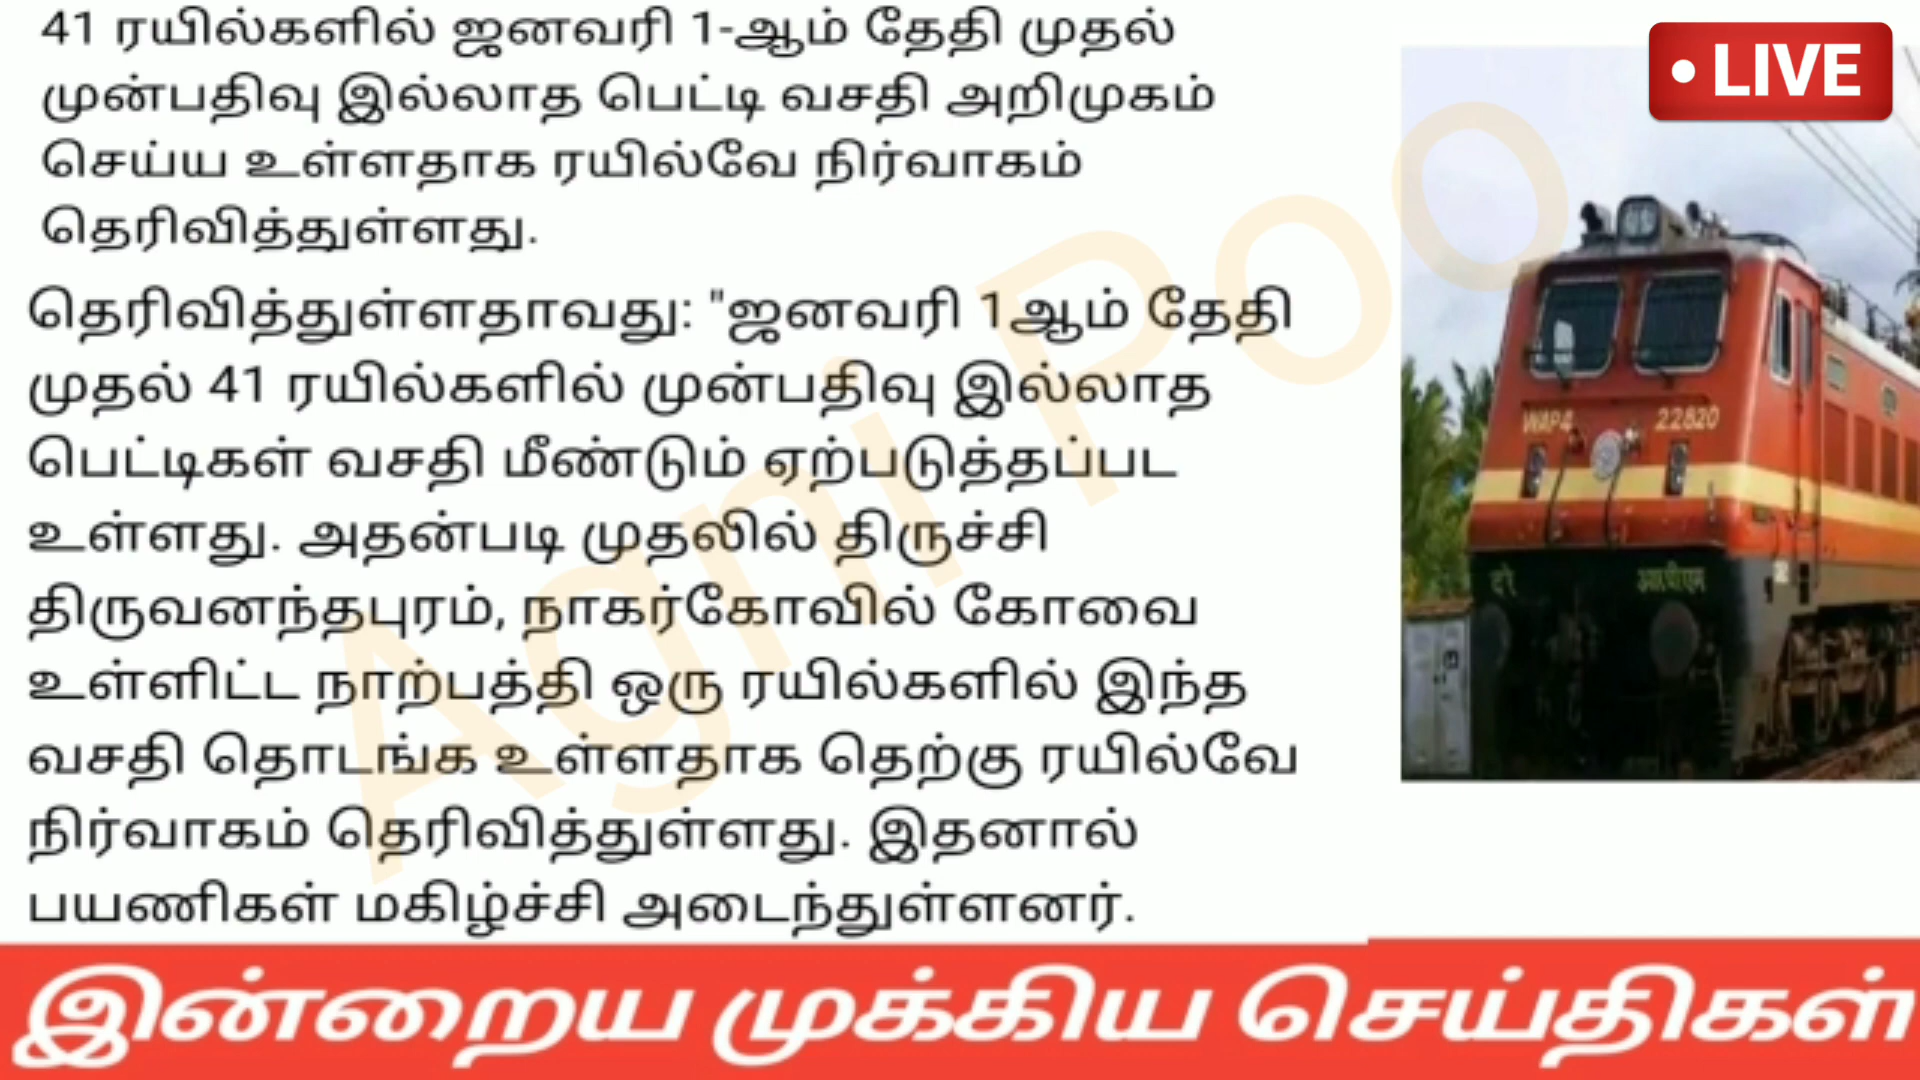 41 ரயில்களில் ஜனவரி 1-ஆம் தேதி முதல்
முன்பதிவு இல்லாத பெட்டி வசதி அறிமுகம்
செய்ய உள்ளதாக ரயில்வே நிர்வாகம்
தெரிவித்துள்ளது.
தெரிவித்துள்ளதாவது: "ஜனவரி 1ஆம் தேதி
முதல் 41 ரயில்களில் முன்பதிவு இல்லாத
பெட்டிகள் வசதி மீண்டும் ஏற்படுத்தப்பட
உள்ளது. அதன்படி முதலில் திருச்சி
திருவனந்தபுரம், நாகர்கோவில் கோவை
உள்ளிட்ட நாற்பத்தி ஒரு ரயில்களில் இந்த
வசதி தொடங்க உள்ளதாக தெற்கு ரயில்வே
நிர்வாகம் தெரிவித்துள்ளது. இதனால்
பயணிகள் மகிழ்ச்சி அடைந்துள்ளனர்.
Agni Poo
• LIVE
WAP4 22820
இன்றைய முக்கிய செய்திகள்